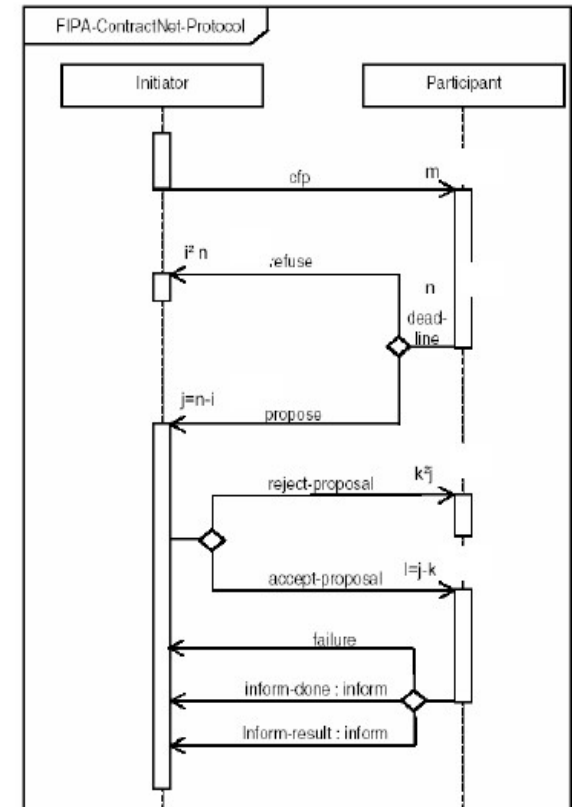 FIPA-ContractNet-Protocol
Initiator
Participant
cfp
m
i² n
refuse
n
dead-
line
j=n-i
propose
reject-proposal
k²j
accept-proposal
l=j-k
failure
inform-done : inform
Inform-result : inform